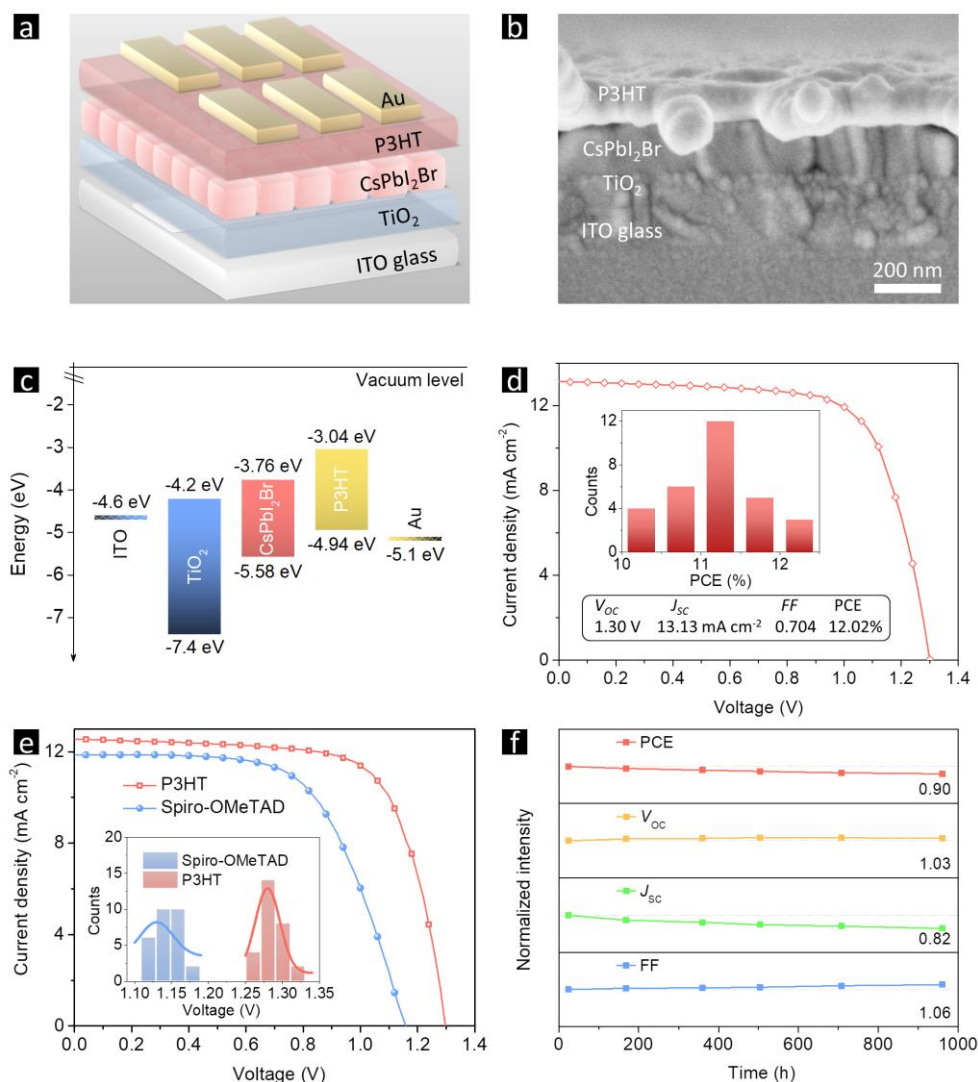 a
Au
P3HT
CsPbI₂Br
TiO₂
ITO glass
b
P3HT
CsPbI₂Br
TiO₂
ITO glass
200 nm
c
Vacuum level
Energy (eV)
-2
-3
-4
-5
-6
-7
-4.6 eV
ITO
-4.2 eV
TiO₂
-7.4 eV
-3.76 eV
CsPbI₂Br
-5.58 eV
-3.04 eV
P3HT
-4.94 eV
Au
-5.1 eV
d
Current density (mA cm⁻²)
12
8
4
0
0.0 0.2 0.4 0.6 0.8 1.0 1.2 1.4
Voltage (V)
Counts
12
8
4
0
10 11 12
PCE (%)
V_OC J_SC FF PCE
1.30 V 13.13 mA cm⁻² 0.704 12.02%
e
Current density (mA cm⁻²)
12
8
4
0
P3HT
Spiro-OMeTAD
Counts
20
15
10
5
0
Spiro-OMeTAD
P3HT
1.10 1.15 1.20 1.25 1.30 1.35
Voltage (V)
0.0 0.2 0.4 0.6 0.8 1.0 1.2 1.4
Voltage (V)
f
Normalized intensity
PCE
0.90
V_OC
1.03
J_SC
0.82
FF
1.06
0 200 400 600 800 1000
Time (h)